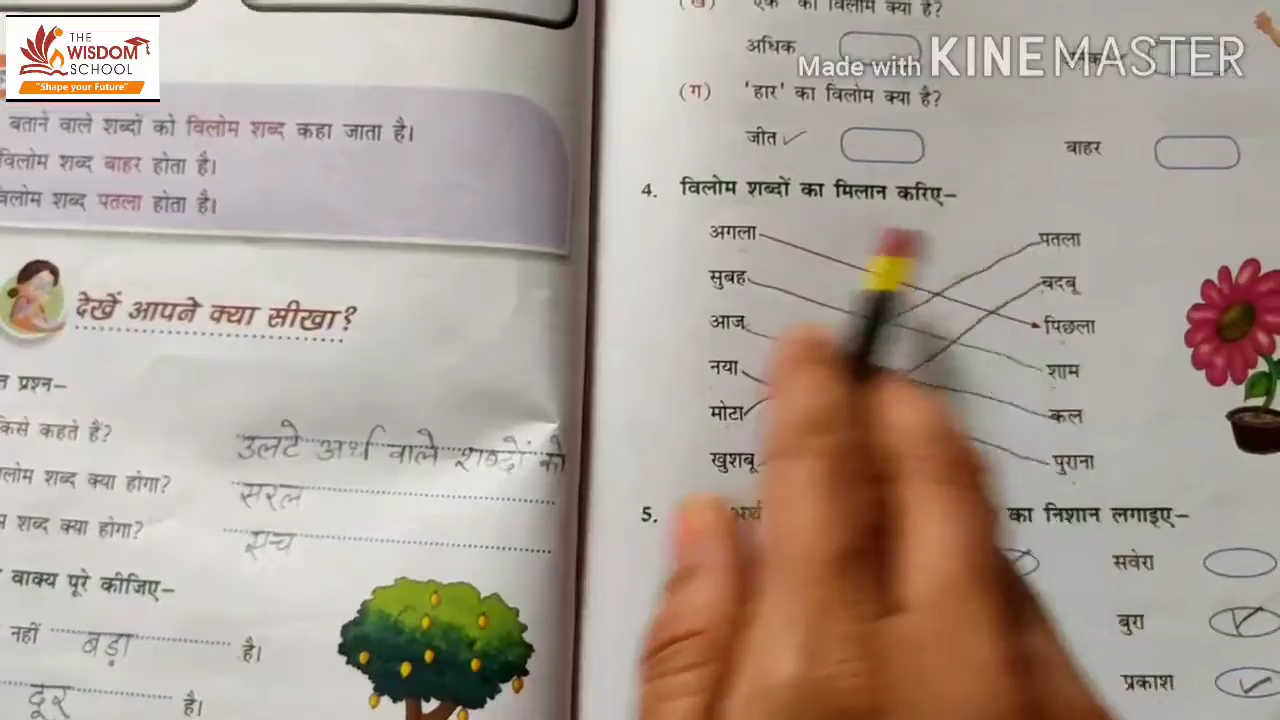 THE
WISDOM
SCHOOL
"Shape your Future"
Made with KINEMASTER
बताने वाले शब्दों को विलोम शब्द कहा जाता है।
विलोम शब्द बाहर होता है।
विलोम शब्द पतला होता है।
देखें आपने क्या सीखा?
प्रश्न–
किसे कहते हैं?
उलटे अर्थ वाले शब्दों को
शब्द क्या होगा?
सरल
शब्द क्या होगा?
सच
वाक्य पूरे कीजिए–
नहीं बड़ा है।
दूर है।
'एक' का विलोम क्या है?
अधिक
(ग) 'हार' का विलोम क्या है?
जीत ✓ बाहर
4. विलोम शब्दों का मिलान करिए–
अगला पतला
सुबह बदबू
आज पिछला
नया शाम
मोटा कल
खुशबू पुराना
5. का निशान लगाइए–
सवेरा
बुरा ✓
प्रकाश ✓